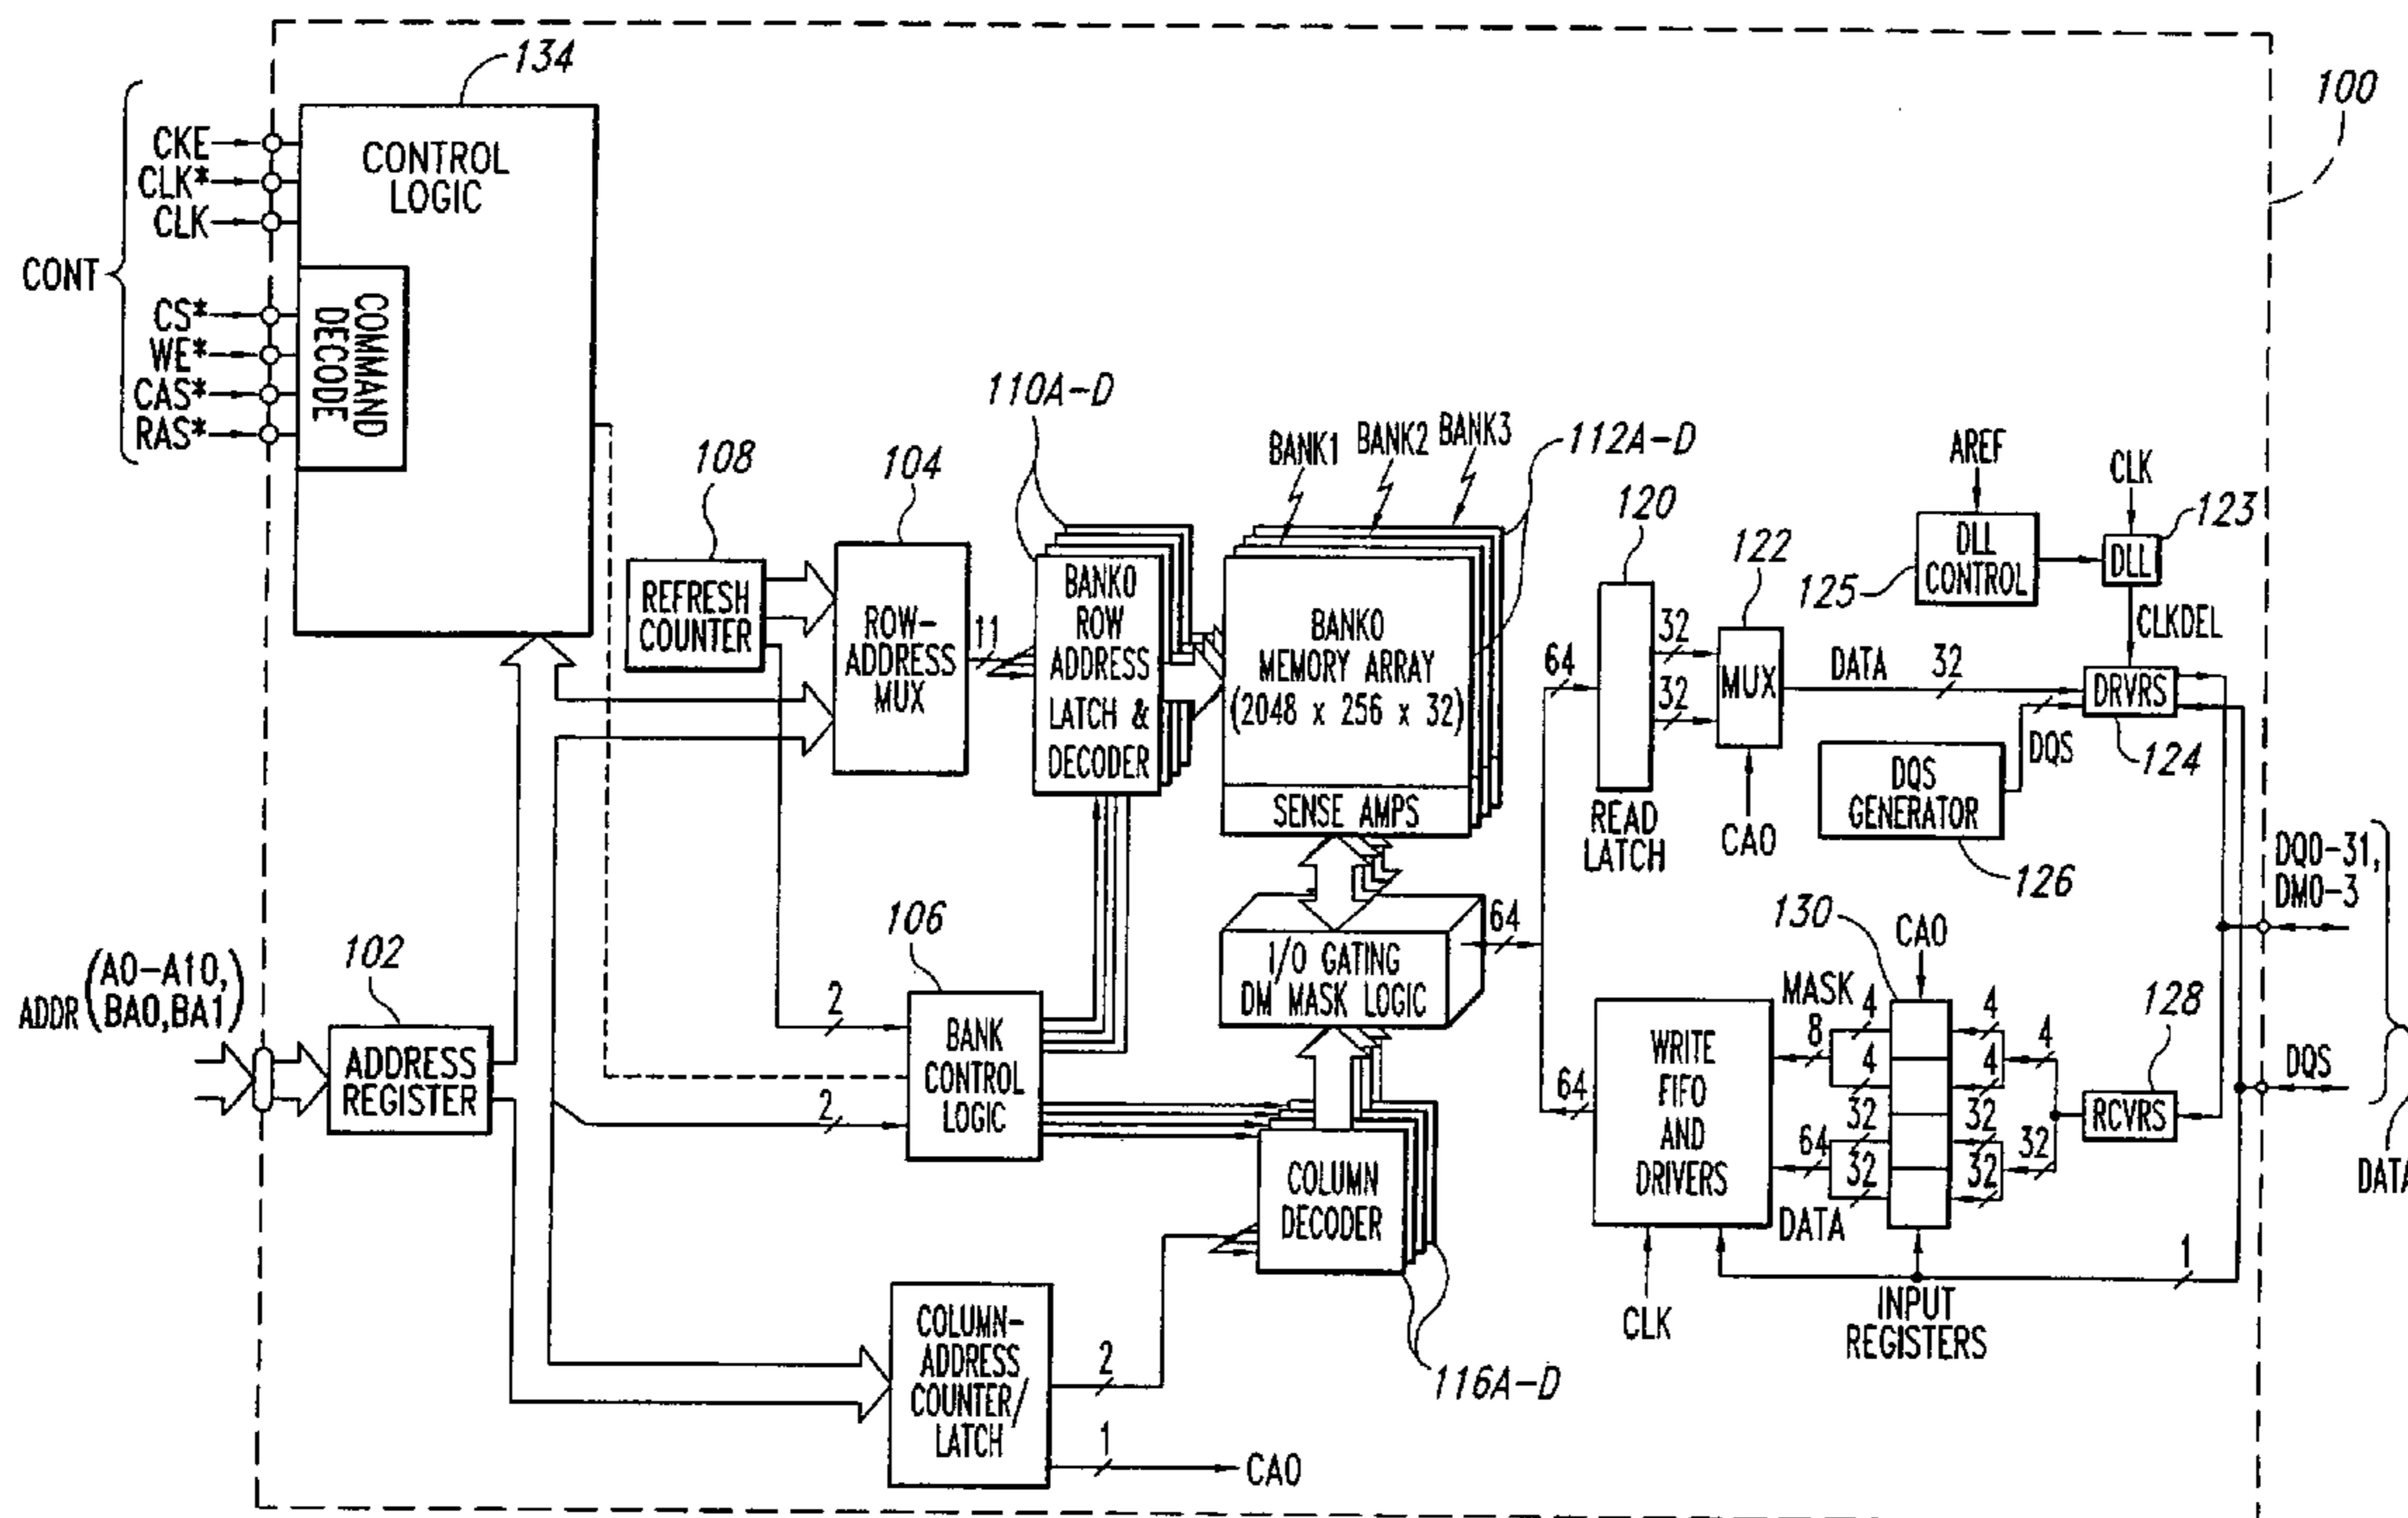 134
100
CKE
CLK*
CLK
CONT
CS*
WE*
CAS*
RAS*
CONTROL
LOGIC
COMMAND
DECODE
108
REFRESH
COUNTER
104
ROW-
ADDRESS
MUX
11
110A-D
BANK0
ROW
ADDRESS
LATCH &
DECODER
BANK1
BANK2
BANK3
112A-D
BANK0
MEMORY ARRAY
(2048 x 256 x 32)
SENSE AMPS
120
64
READ
LATCH
32
32
122
MUX
CA0
DATA
32
AREF
DLL
CONTROL
125
CLK
123
DLL
CLKDEL
DRVRS
124
DQS
DQS
GENERATOR
126
DQ0-31,
DM0-3
DQS
DATA
ADDR
(A0-A10,
BA0,BA1)
102
ADDRESS
REGISTER
106
2
2
BANK
CONTROL
LOGIC
I/O GATING
DM MASK LOGIC
64
64
WRITE
FIFO
AND
DRIVERS
CLK
MASK
8
4
4
64
32
32
DATA
130
CA0
4
4
32
32
4
32
128
RCVRS
INPUT
REGISTERS
1
COLUMN
DECODER
116A-D
COLUMN-
ADDRESS
COUNTER/
LATCH
2
1
CA0